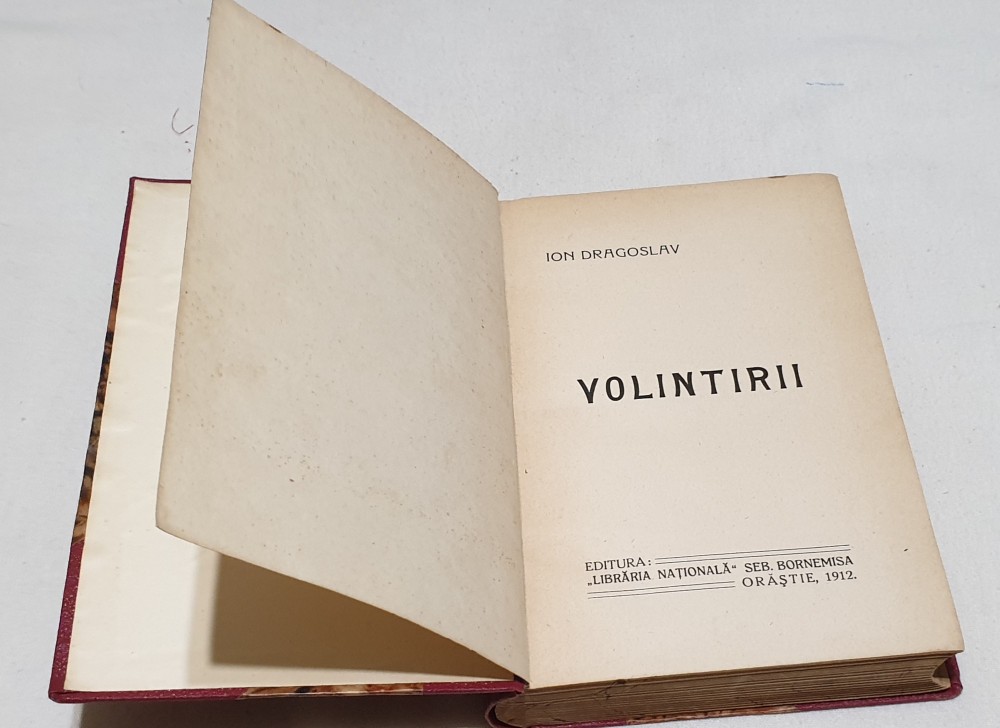 ION DRAGOSLAV
VOLINTIRII
EDITURA:
„LIBRĂRIA NAȚIONALĂ“ SEB. BORNEMISA
ORĂȘTIE, 1912.